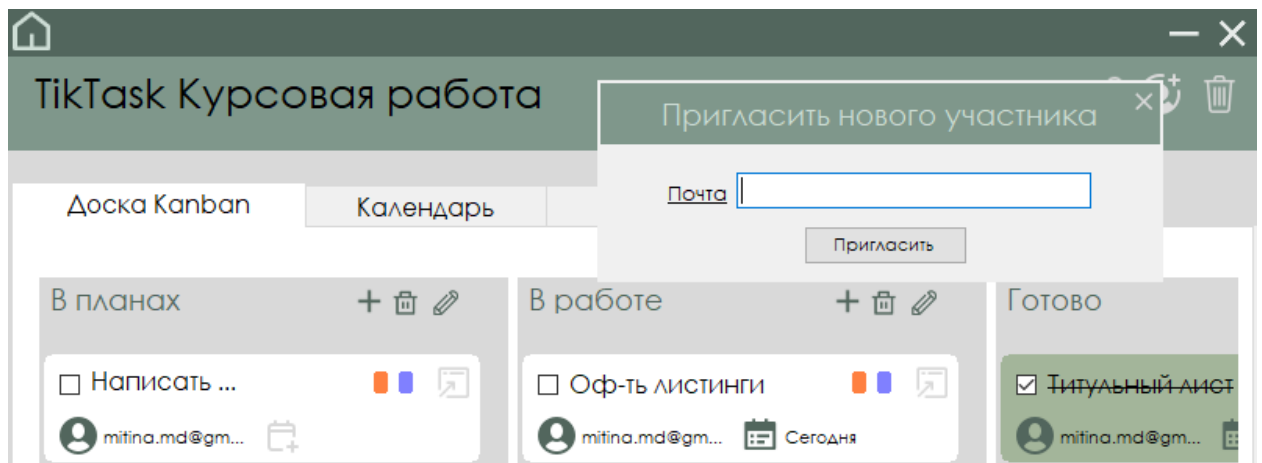 TikTask Курсовая работа
Пригласить нового участника
Почта
Пригласить
Доска Kanban
Календарь
В планах
В работе
Готово
Написать ...
Оф-ть листинги
Титульный лист
mitina.md@gm...
mitina.md@gm...
Сегодня
mitina.md@gm...